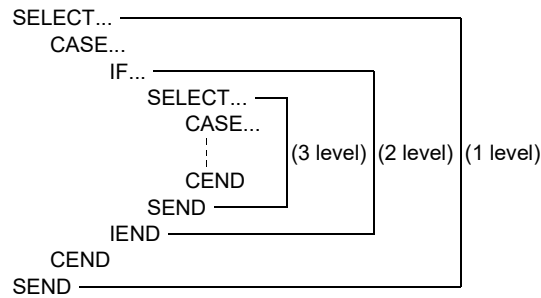 SELECT...
CASE...
IF...
SELECT...
CASE...
(3 level) (2 level) (1 level)
CEND
SEND
IEND
CEND
SEND